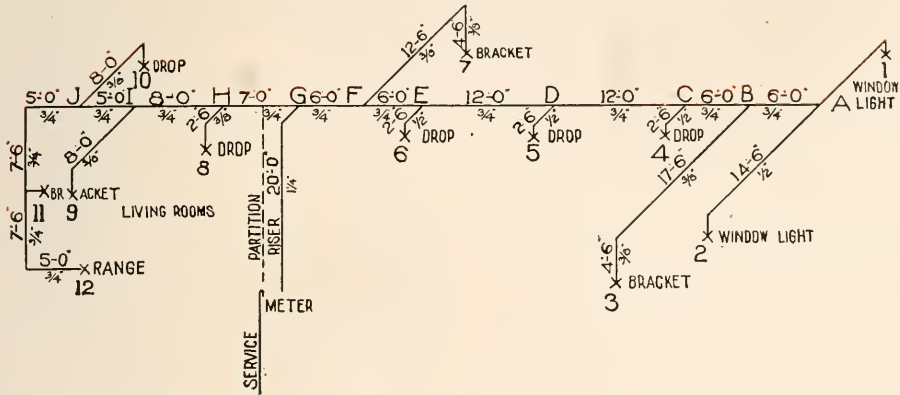 1
WINDOW
LIGHT
8'-0"
3/8"
10
DROP
12'-6"
3/8"
4'-6"
3/8"
7
BRACKET
5'-0" J 5'-0" I 8'-0" H 7'-0" G 6'-0" F 6'-0" E 12'-0" D 12'-0" C 6'-0" B 6'-0" A
3/4" 3/4" 3/4" 3/4" 3/4" 3/4" 3/4" 3/4" 3/4" 3/4"
7'-6"
3/4"
8'-0"
3/8"
2'-6"
3/8"
8
DROP
2'-6"
1/2"
6
DROP
2'-6"
1/2"
5
DROP
2'-6"
1/2"
4
DROP
17'-6"
3/8"
14'-6"
1/2"
BRACKET
11
9
LIVING ROOMS
PARTITION
RISER
20'-0"
1 1/4"
7'-6"
3/4"
5'-0"
3/4"
RANGE
12
2
WINDOW LIGHT
4'-6"
3/8"
BRACKET
3
METER
SERVICE